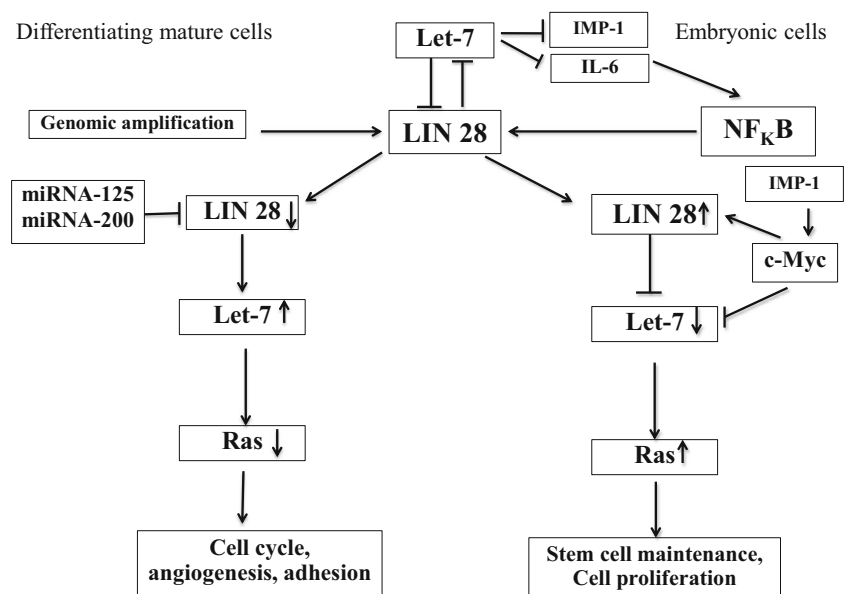 Differentiating mature cells
Let-7
IMP-1
IL-6
Embryonic cells
Genomic amplification
LIN 28
NFKB
miRNA-125
miRNA-200
LIN 28↓
LIN 28↑
IMP-1
c-Myc
Let-7 ↑
Let-7 ↓
Ras ↓
Ras↑
Cell cycle,
angiogenesis, adhesion
Stem cell maintenance,
Cell proliferation